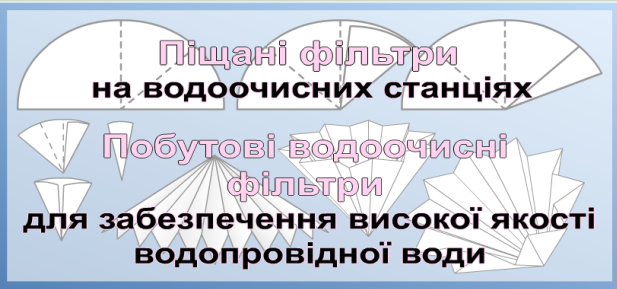 Піщані фільтри
на водоочисних станціях
Побутові водоочисні
фільтри
для забезпечення високої якості
водопровідної води